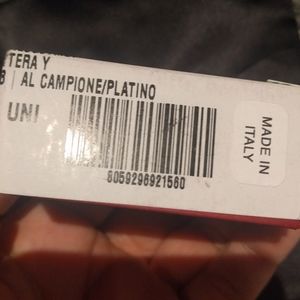 TERA Y
AL CAMPIONE/PLATINO
UNI
8059296921560
MADE IN
ITALY